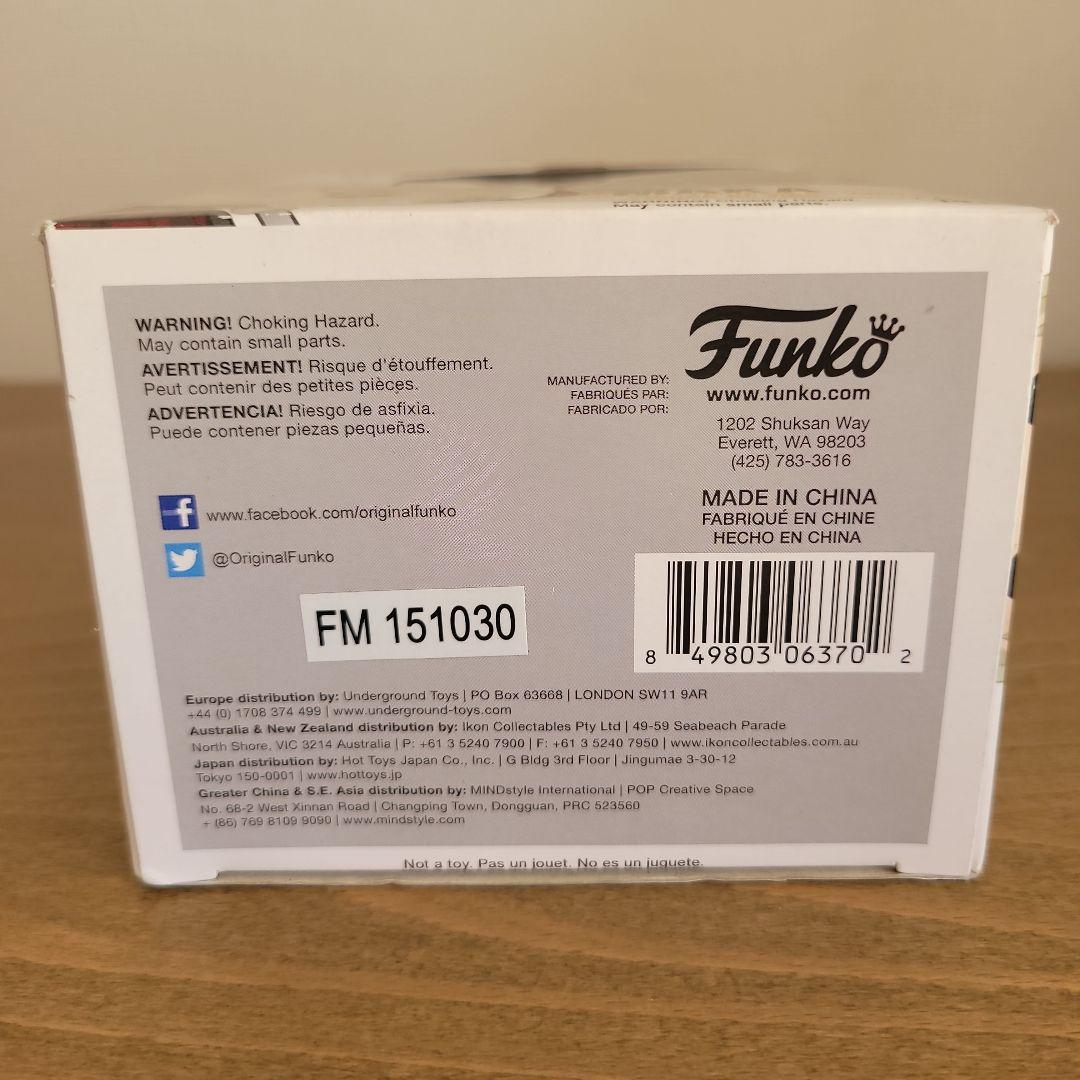 May contain small parts.
WARNING! Choking Hazard.
May contain small parts.
AVERTISSEMENT! Risque d'étouffement.
Peut contenir des petites pièces.
ADVERTENCIA! Riesgo de asfixia.
Puede contener piezas pequeñas.
Funko
MANUFACTURED BY:
FABRIQUÉS PAR:
FABRICADO POR:
www.funko.com
1202 Shuksan Way
Everett, WA 98203
(425) 783-3616
MADE IN CHINA
FABRIQUÉ EN CHINE
HECHO EN CHINA
f www.facebook.com/originalfunko
@OriginalFunko
FM 151030
8 49803 06370 2
Europe distribution by: Underground Toys | PO Box 63668 | LONDON SW11 9AR
+44 (0) 1708 374 499 | www.underground-toys.com
Australia & New Zealand distribution by: Ikon Collectables Pty Ltd | 49-59 Seabeach Parade
North Shore, VIC 3214 Australia | P: +61 3 5240 7900 | F: +61 3 5240 7950 | www.ikoncollectables.com.au
Japan distribution by: Hot Toys Japan Co., Inc. | G Bldg 3rd Floor | Jingumae 3-30-12
Tokyo 150-0001 | www.hottoys.jp
Greater China & S.E. Asia distribution by: MINDstyle International | POP Creative Space
No. 68-2 West Xinnan Road | Changping Town, Dongguan, PRC 523560
+ (86) 769 8109 9090 | www.mindstyle.com
Not a toy. Pas un jouet. No es un juguete.